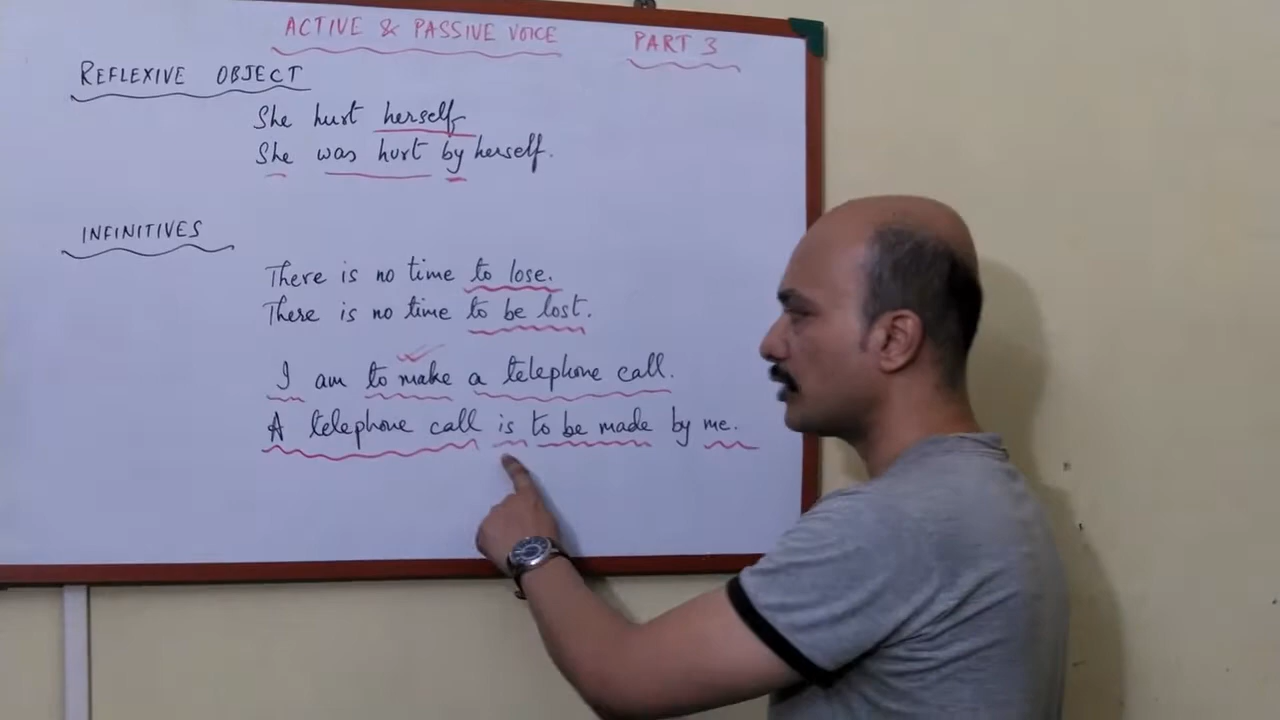 ACTIVE & PASSIVE VOICE PART 3
REFLEXIVE OBJECT
She hurt herself
She was hurt by herself.
INFINITIVES
There is no time to lose.
There is no time to be lost.
I am to make a telephone call.
A telephone call is to be made by me.